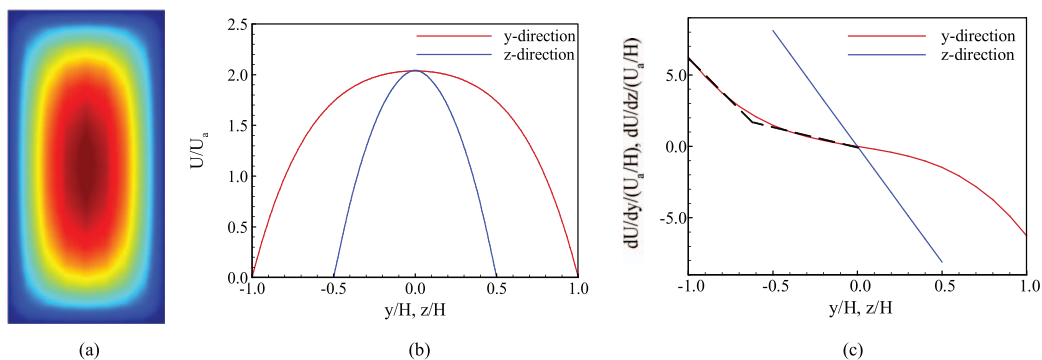 2.5
2.0
1.5
1.0
0.5
0.0
U/Uₐ
y-direction
z-direction
-1.0 -0.5 0.0 0.5 1.0
y/H, z/H
dU/dy/(Uₐ/H), dU/dz/(Uₐ/H)
5.0
0.0
-5.0
y-direction
z-direction
-1.0 -0.5 0.0 0.5 1.0
y/H, z/H
(a) (b) (c)